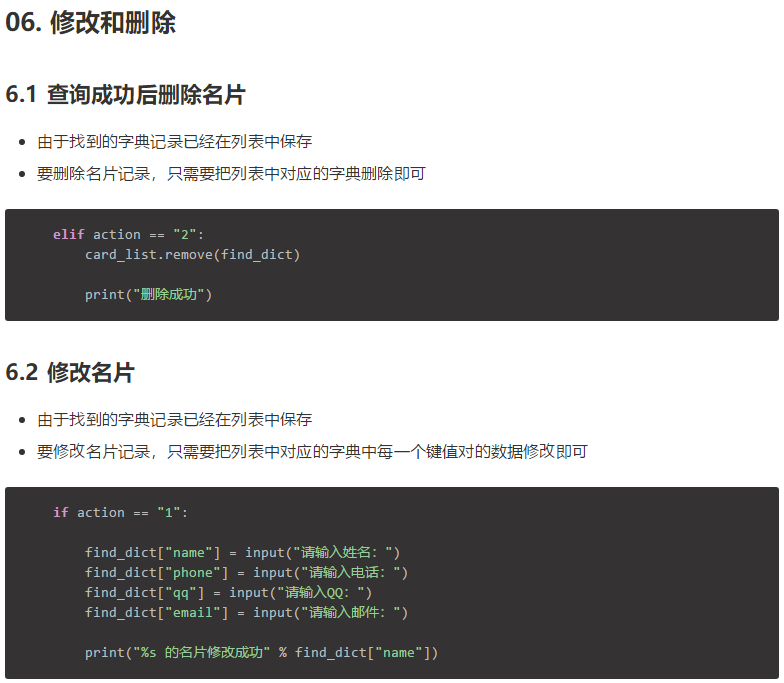 06. 修改和删除
6.1 查询成功后删除名片
• 由于找到的字典记录已经在列表中保存
• 要删除名片记录，只需要把列表中对应的字典删除即可
elif action == "2":
card_list.remove(find_dict)
print("删除成功")
6.2 修改名片
• 由于找到的字典记录已经在列表中保存
• 要修改名片记录，只需要把列表中对应的字典中每一个键值对的数据修改即可
if action == "1":
find_dict["name"] = input("请输入姓名：")
find_dict["phone"] = input("请输入电话：")
find_dict["qq"] = input("请输入QQ：")
find_dict["email"] = input("请输入邮件：")
print("%s 的名片修改成功" % find_dict["name"])